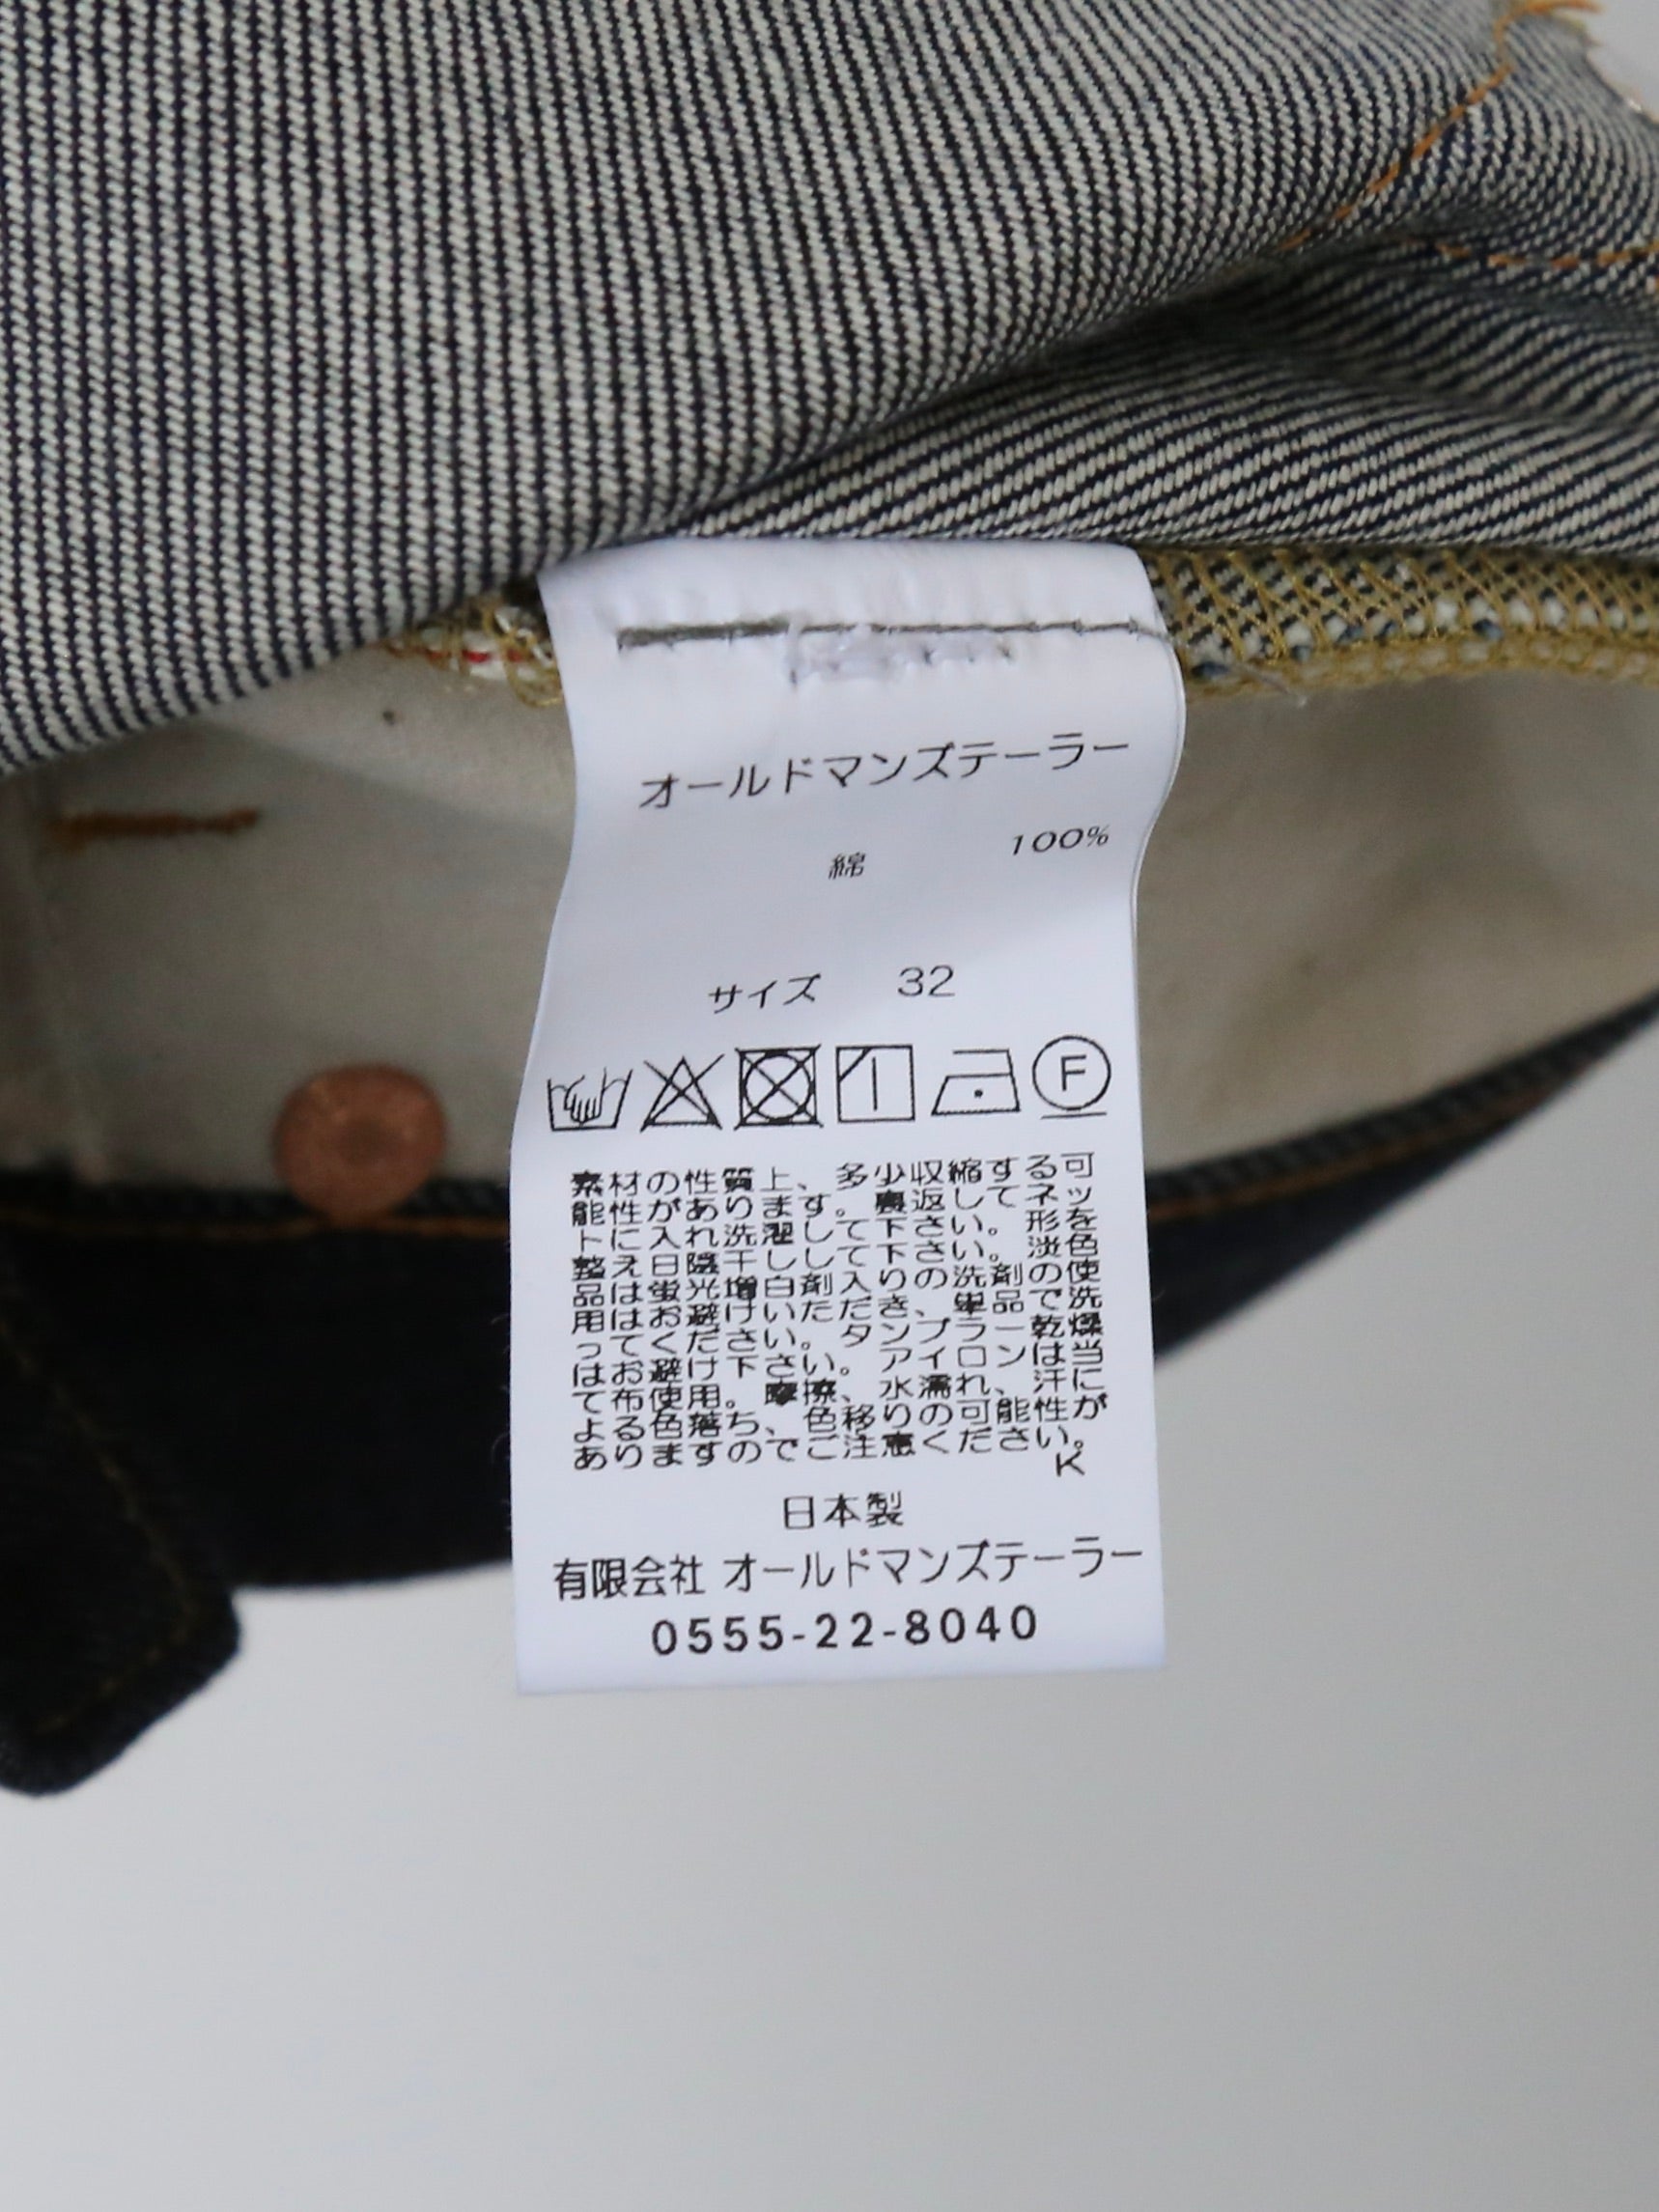 オールドマンズテーラー
綿 100%
サイズ 32
F
素材の性質上、多少収縮する可
能性があります。裏返してネッ
トに入れ洗濯して下さい。形を
整え日陰干しして下さい。淡色
品は蛍光増白剤入りの洗剤の使
用はお避けいただき、単品で洗
ってください。タンブラー乾燥
はお避け下さい。アイロンは当
て布使用。摩擦、水濡れ、汗に
よる色落ち、色移りの可能性が
ありますのでご注意ください。
K
日本製
有限会社 オールドマンズテーラー
0555-22-8040